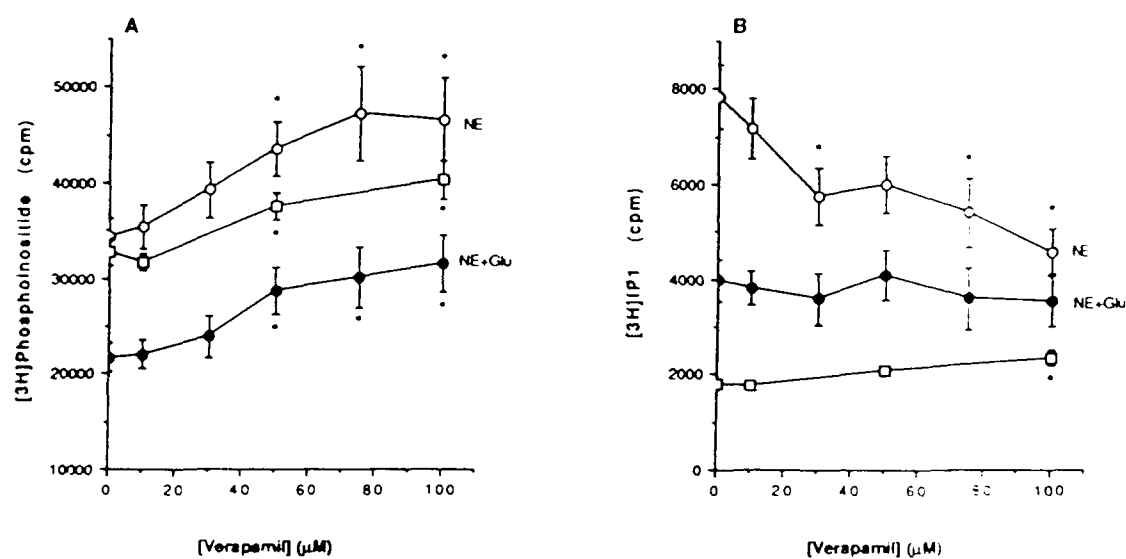 A
50000
40000
30000
20000
10000
0
20
40
60
80
100
NE
NE+Glu
[3H]Phosphoinositide (cpm)
[Verapamil] (μM)
B
8000
6000
4000
2000
0
0
20
40
60
80
100
NE
NE+Glu
[3H]IP1 (cpm)
[Verapamil] (μM)